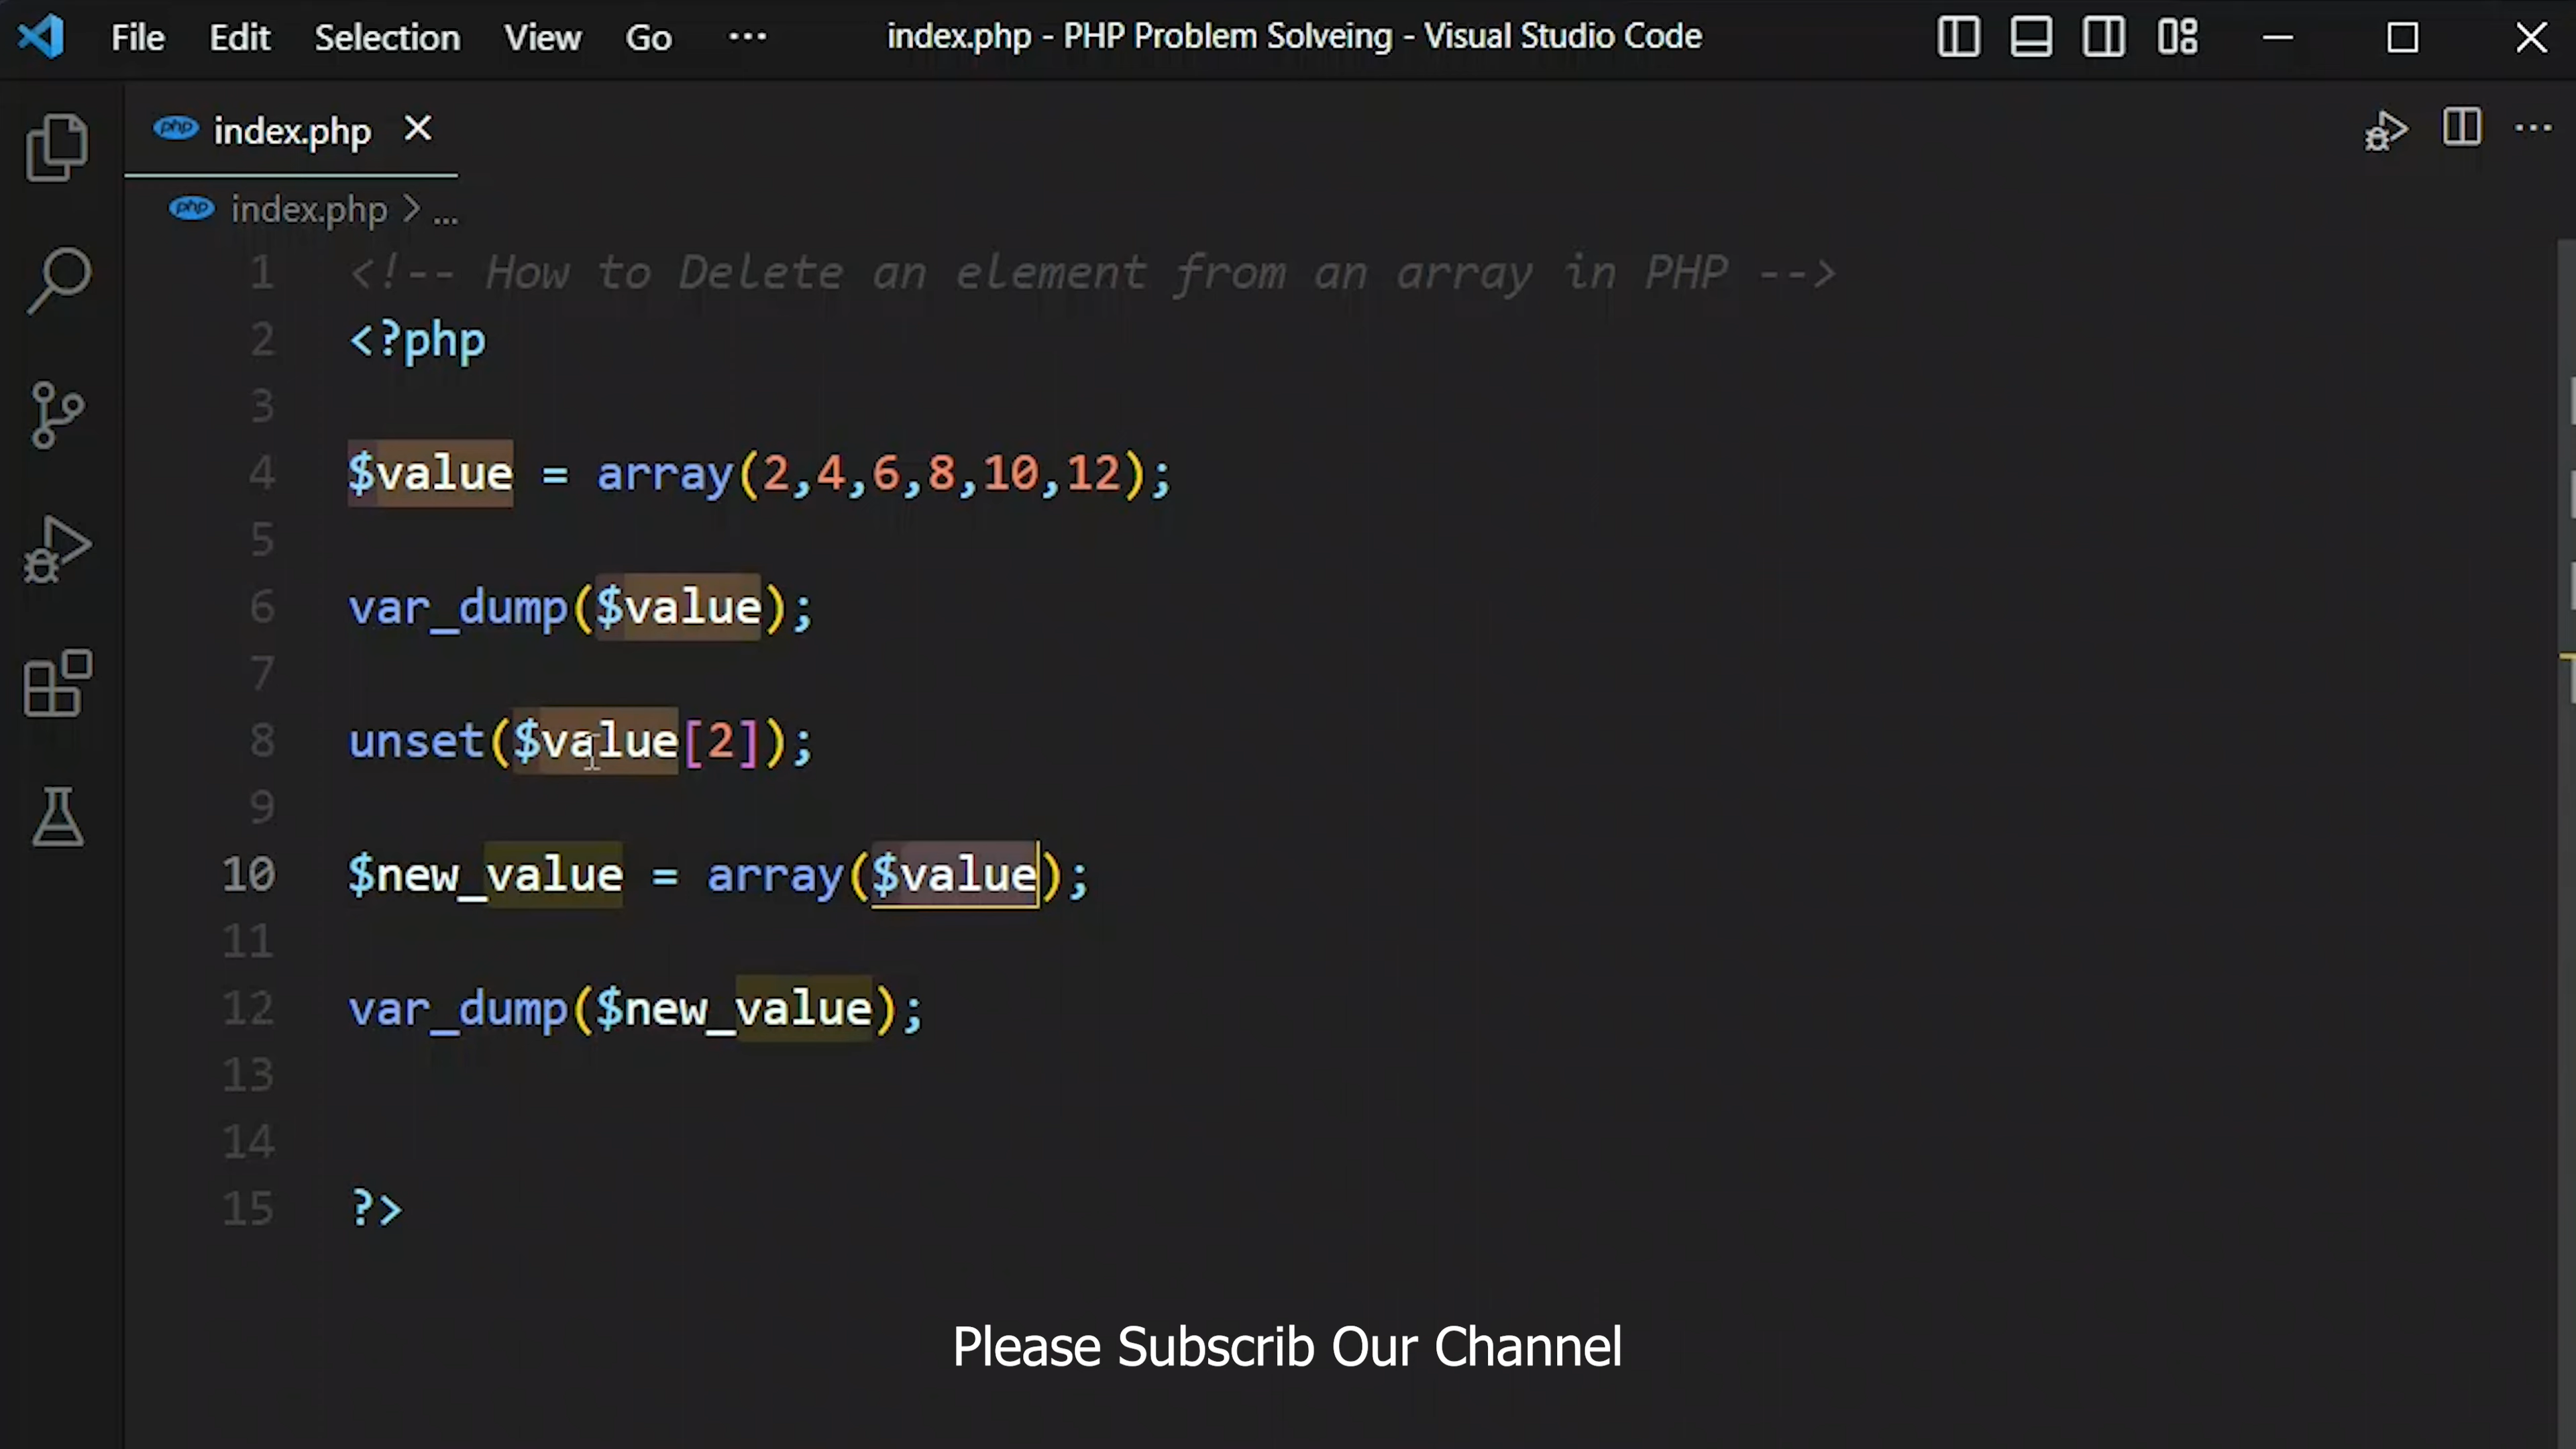 File Edit Selection View Go ... index.php - PHP Problem Solveing - Visual Studio Code
php index.php
php index.php > ...
1 <!-- How to Delete an element from an array in PHP -->
2 <?php
3
4 $value = array(2,4,6,8,10,12);
5
6 var_dump($value);
7
8 unset($value[2]);
9
10 $new_value = array($value);
11
12 var_dump($new_value);
13
14
15 ?>
Please Subscrib Our Channel